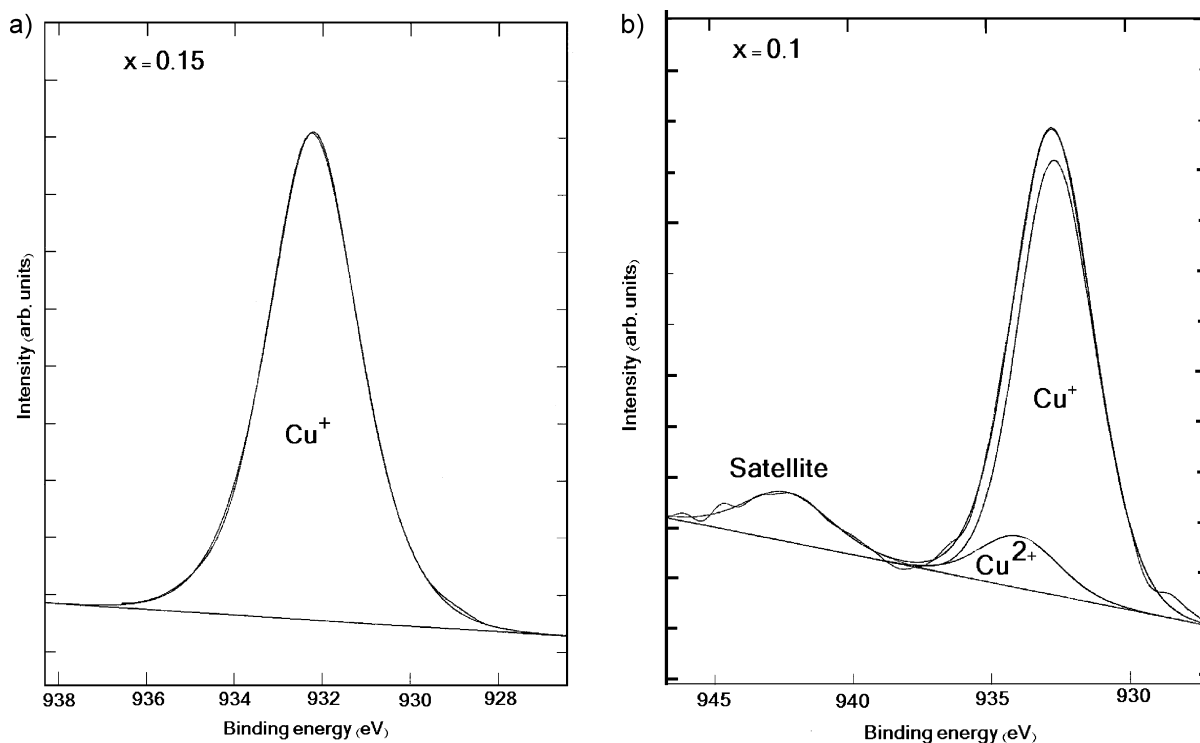 a)
x = 0.15
Intensity (arb. units)
Cu+
938 936 934 932 930 928
Binding energy (eV)
b)
x = 0.1
Intensity (arb. units)
Satellite
Cu+
Cu2+
945 940 935 930
Binding energy (eV)